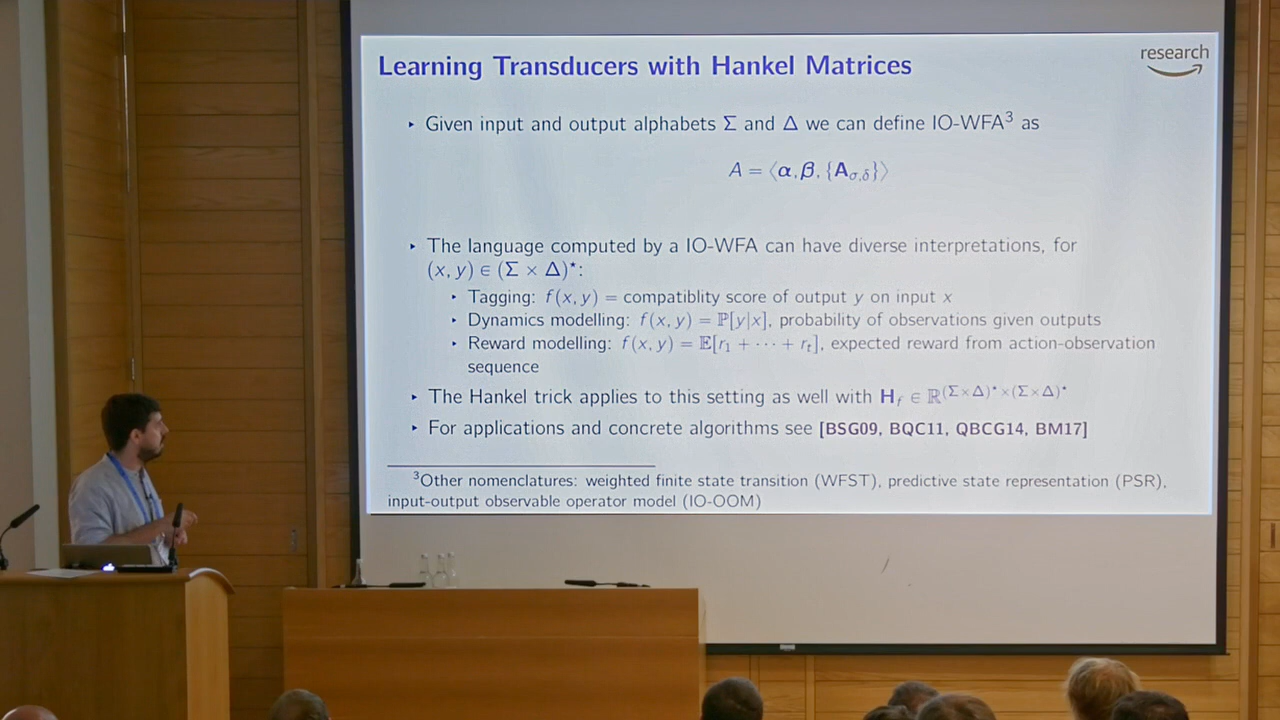 Learning Transducers with Hankel Matrices
research
‣ Given input and output alphabets Σ and Δ we can define IO-WFA³ as
A = ⟨α, β, {A_σ,δ}⟩
‣ The language computed by a IO-WFA can have diverse interpretations, for
(x, y) ∈ (Σ × Δ)*:
‣ Tagging: f(x, y) = compatiblity score of output y on input x
‣ Dynamics modelling: f(x, y) = ℙ[y|x], probability of observations given outputs
‣ Reward modelling: f(x, y) = 𝔼[r₁ + ⋯ + rₜ], expected reward from action-observation
sequence
‣ The Hankel trick applies to this setting as well with H_f ∈ ℝ^(Σ×Δ)*×(Σ×Δ)*
‣ For applications and concrete algorithms see [BSG09, BQC11, QBCG14, BM17]
³Other nomenclatures: weighted finite state transition (WFST), predictive state representation (PSR),
input-output observable operator model (IO-OOM)